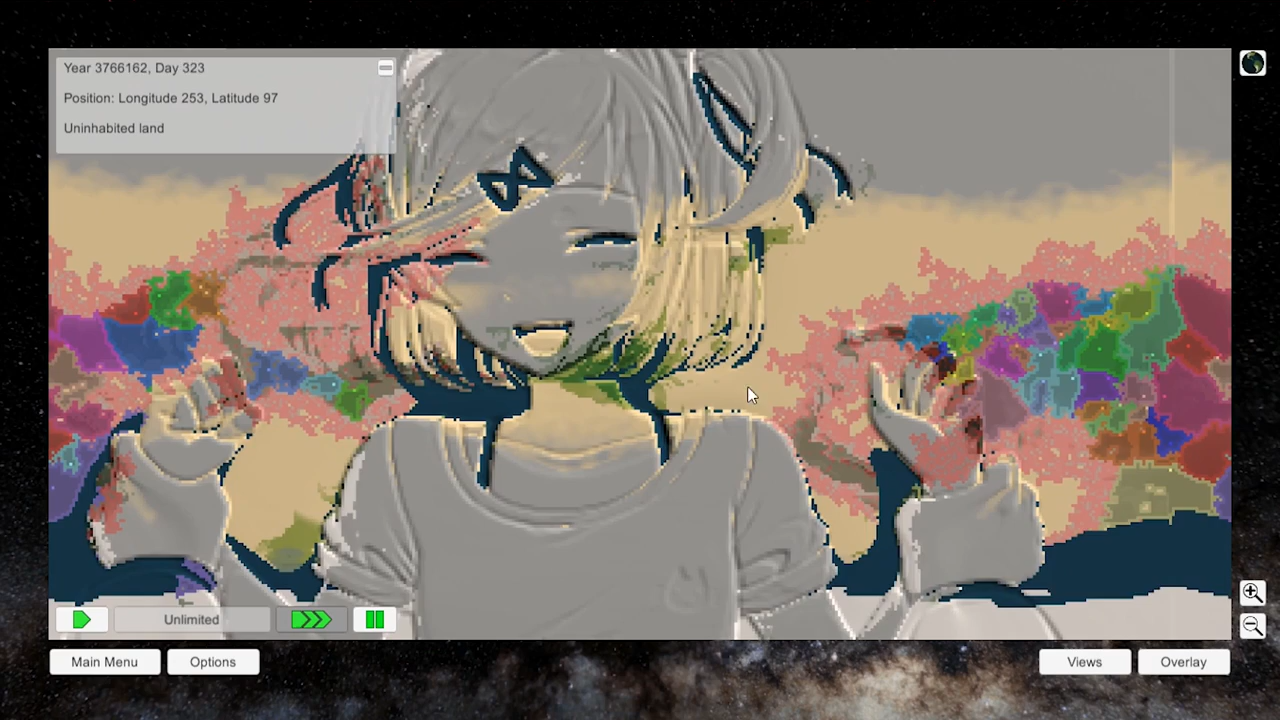 Year 3766162, Day 323
Position: Longitude 253, Latitude 97
Uninhabited land
Unlimited
Main Menu
Options
Views
Overlay